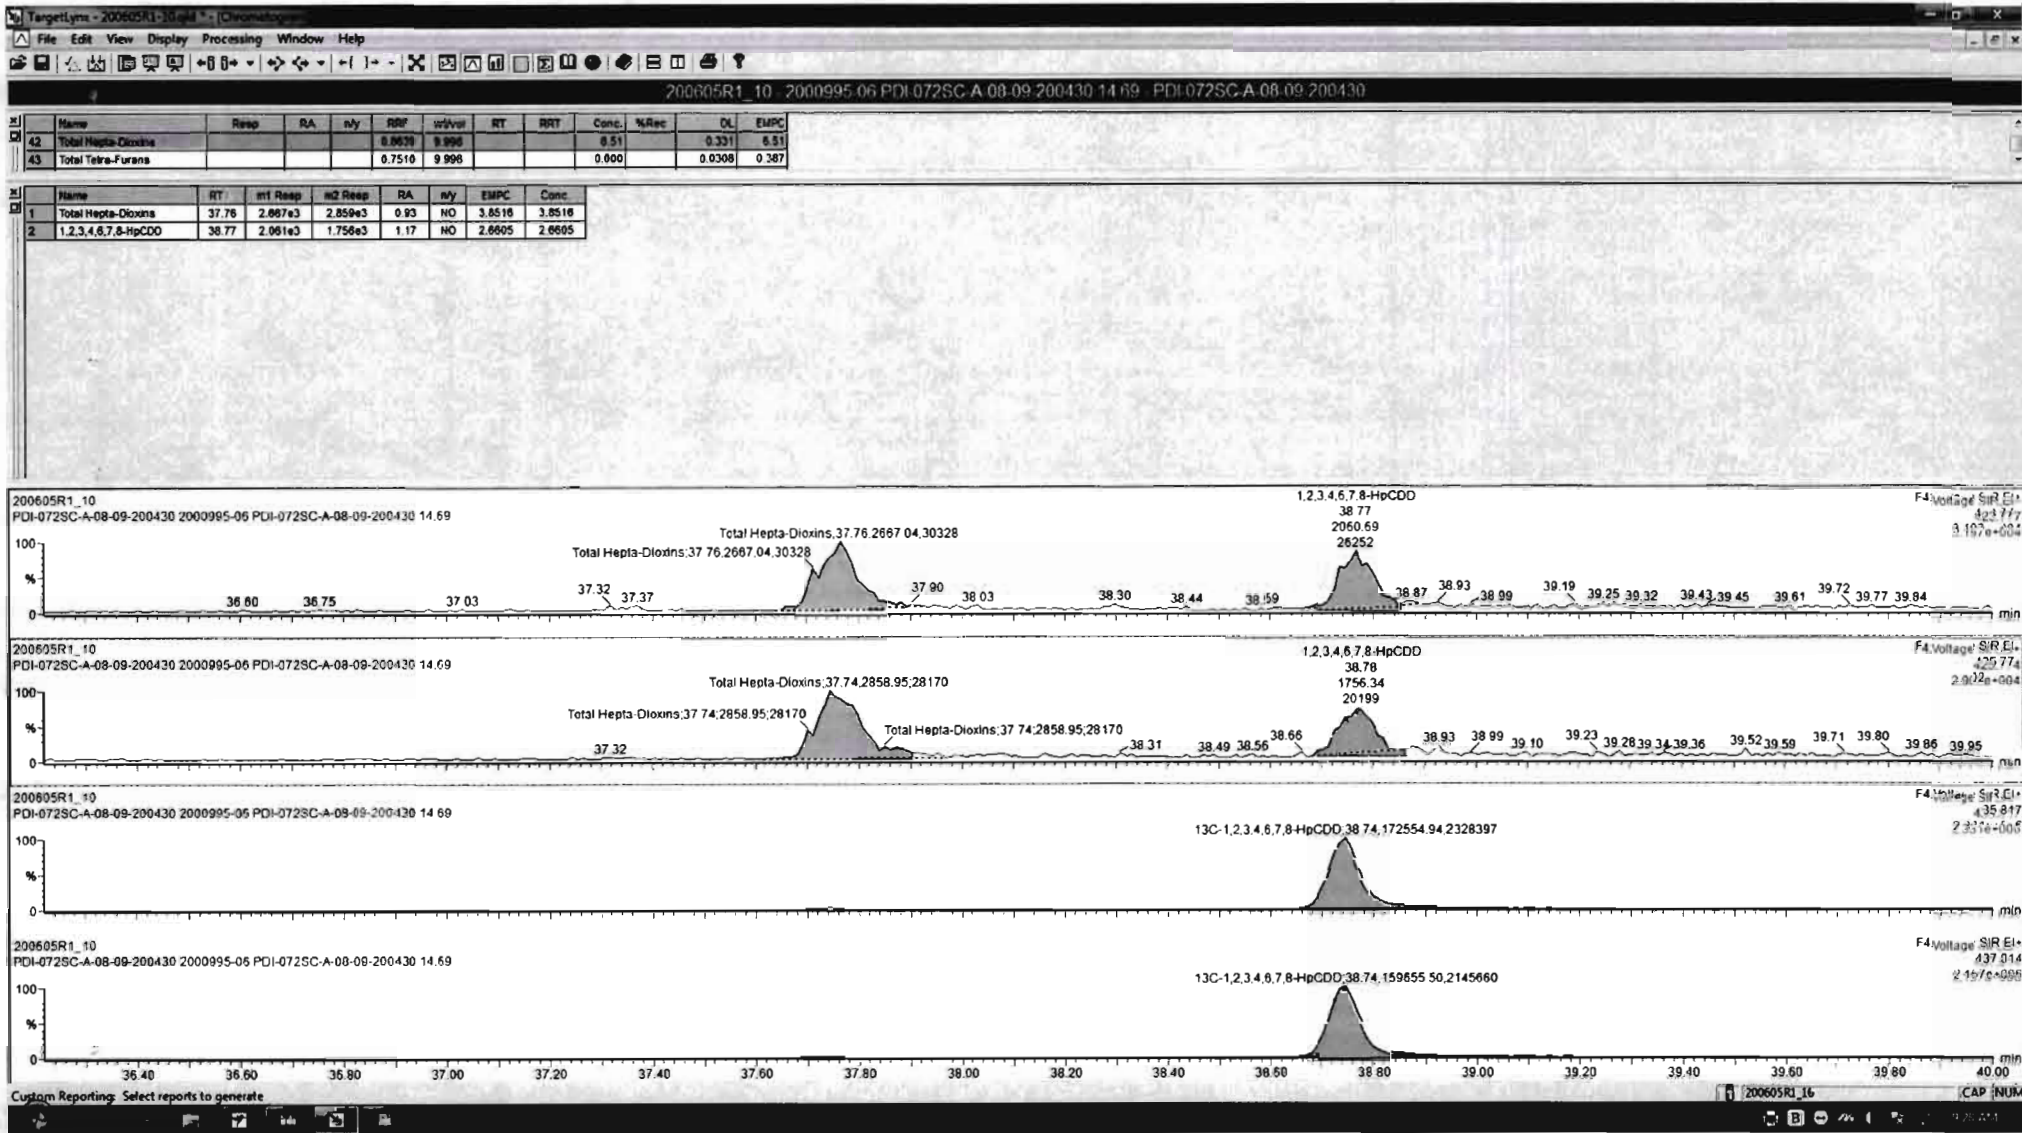 TargetLynx - 200605R1-10.qld * - [Chromatogram]
File Edit View Display Processing Window Help
200605R1_10 - 2000995-06 PDI-072SC-A-08-09-200430 14.69 - PDI-072SC-A-08-09-200430
Name Resp RA n/y RRF wt/vol RT RRT Conc. %Rec DL EMPC
42 Total Hepta-Dioxins 9.998 6.51 0.331 6.51
43 Total Tetra-Furans 0.7510 9.998 0.000 0.0308 0.387
Name RT m1 Resp m2 Resp RA n/y EMPC Conc.
1 Total Hepta-Dioxins 37.76 2.667e3 2.859e3 0.93 NO 3.8516 3.8516
2 1,2,3,4,6,7,8-HpCDD 38.77 2.061e3 1.756e3 1.17 NO 2.6605 2.6605
200605R1_10
PDI-072SC-A-08-09-200430 2000995-06 PDI-072SC-A-08-09-200430 14.69
F4:Voltage SIR,EI+
423.777
3.197e+004
1,2,3,4,6,7,8-HpCDD
38.77
2060.69
26252
Total Hepta-Dioxins;37.76;2667.04;30328
Total Hepta-Dioxins;37.76;2667.04;30328
100
%
0
36.60 36.75 37.03 37.32 37.37 37.90 38.03 38.30 38.44 38.59 38.87 38.93 38.99 39.19 39.25 39.32 39.43 39.45 39.61 39.72 39.77 39.84
min
200605R1_10
PDI-072SC-A-08-09-200430 2000995-06 PDI-072SC-A-08-09-200430 14.69
F4:Voltage SIR,EI+
425.774
1,2,3,4,6,7,8-HpCDD
38.78
1756.34
20199
Total Hepta-Dioxins;37.74;2858.95;28170
Total Hepta-Dioxins;37.74;2858.95;28170
Total Hepta-Dioxins;37.74;2858.95;28170
100
%
0
37.32 38.31 38.49 38.56 38.66 38.93 38.99 39.10 39.23 39.28 39.34 39.36 39.52 39.59 39.71 39.80 39.86 39.95
min
200605R1_10
PDI-072SC-A-08-09-200430 2000995-06 PDI-072SC-A-08-09-200430 14.69
F4:Voltage SIR,EI+
435.817
13C-1,2,3,4,6,7,8-HpCDD;38.74;172554.94;2328397
100
%
0
min
200605R1_10
PDI-072SC-A-08-09-200430 2000995-06 PDI-072SC-A-08-09-200430 14.69
F4:Voltage SIR,EI+
437.814
13C-1,2,3,4,6,7,8-HpCDD;38.74;159655.50;2145660
100
%
0
min
36.40 36.60 36.80 37.00 37.20 37.40 37.60 37.80 38.00 38.20 38.40 38.60 38.80 39.00 39.20 39.40 39.60 39.80 40.00
Custom Reporting: Select reports to generate
200605R1_16 CAP NUM